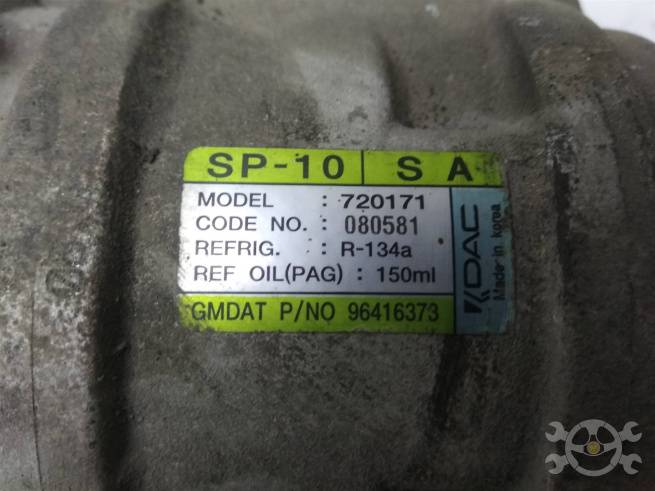 SP-10 S A
MODEL : 720171
CODE NO. : 080581
REFRIG. : R-134a
REF OIL(PAG) : 150ml
GMDAT P/NO 96416373
DAC
Made in korea